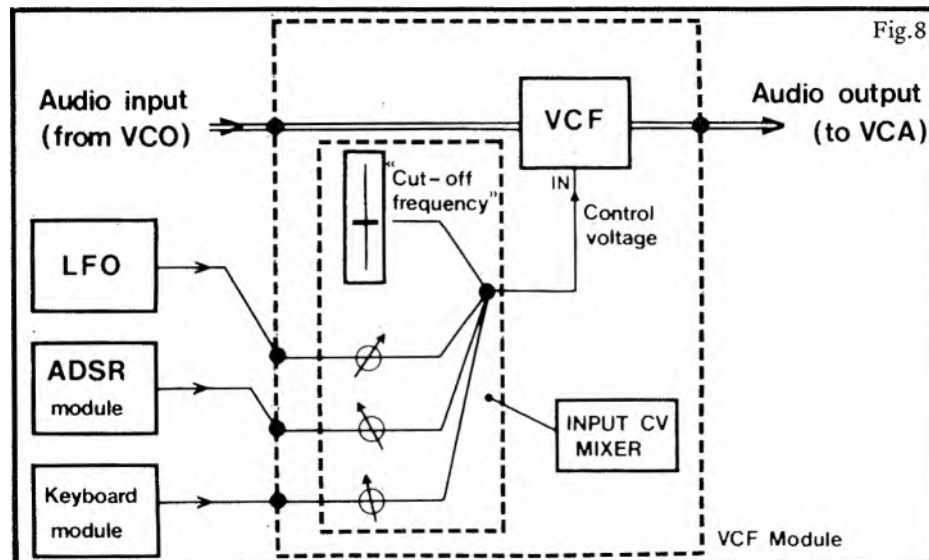 Fig.8
Audio input
(from VCO)
VCF
Audio output
(to VCA)
IN
"Cut-off
frequency"
Control
voltage
LFO
ADSR
module
INPUT CV
MIXER
Keyboard
module
VCF Module